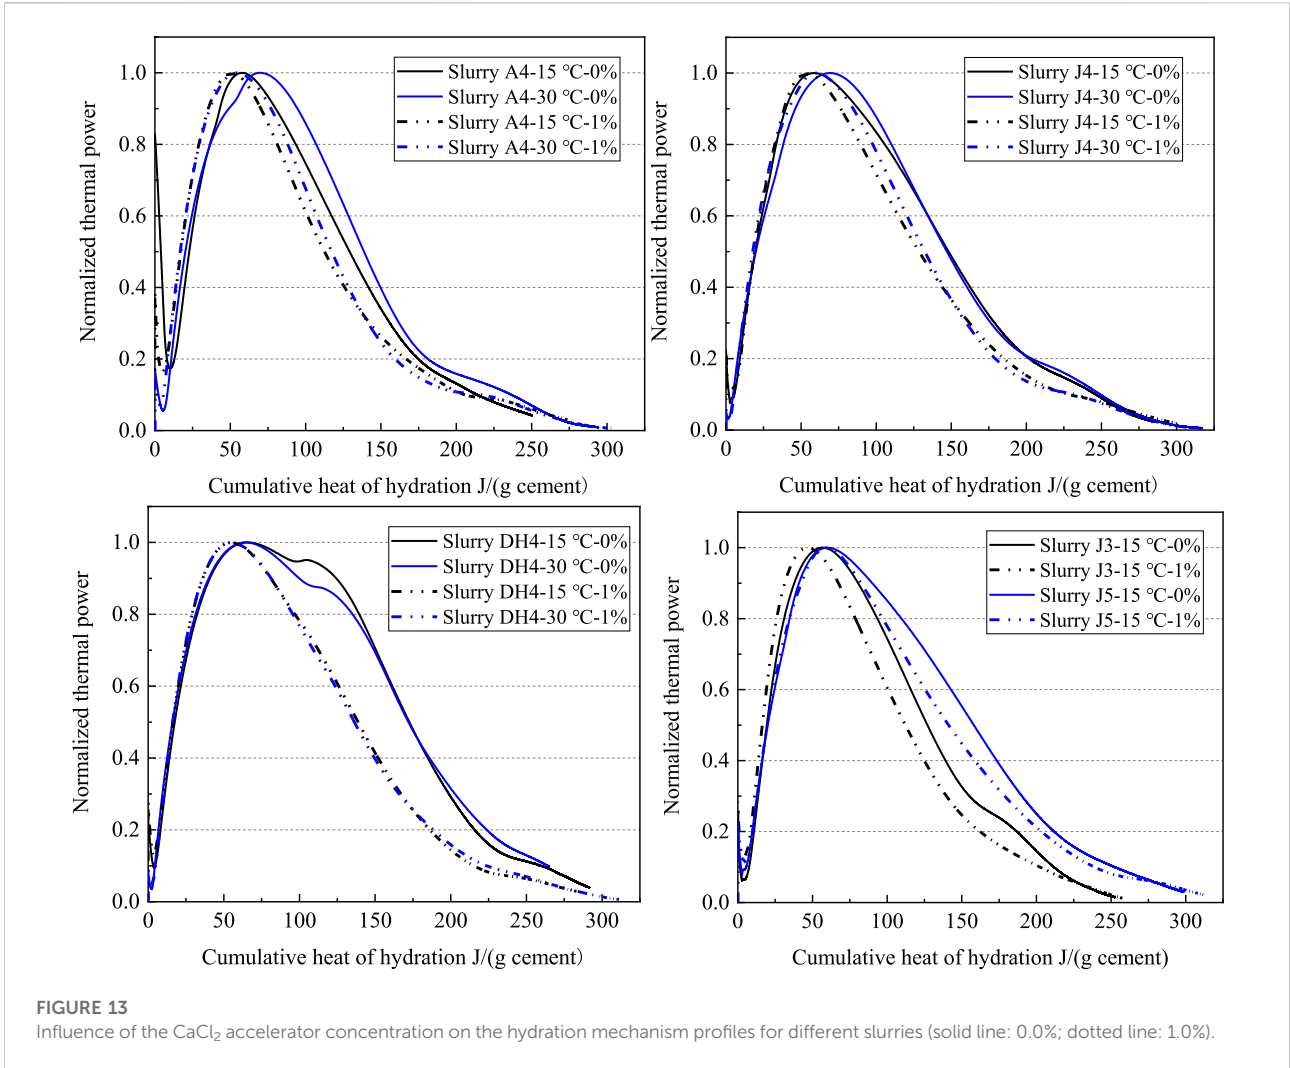 Normalized thermal power
1.0
0.8
0.6
0.4
0.2
0.0
0
50
100
150
200
250
300
Cumulative heat of hydration J/(g cement)
Slurry A4-15 ℃-0%
Slurry A4-30 ℃-0%
Slurry A4-15 ℃-1%
Slurry A4-30 ℃-1%
Normalized thermal power
1.0
0.8
0.6
0.4
0.2
0.0
0
50
100
150
200
250
300
Cumulative heat of hydration J/(g cement)
Slurry J4-15 ℃-0%
Slurry J4-30 ℃-0%
Slurry J4-15 ℃-1%
Slurry J4-30 ℃-1%
Normalized thermal power
1.0
0.8
0.6
0.4
0.2
0.0
0
50
100
150
200
250
300
Cumulative heat of hydration J/(g cement)
Slurry DH4-15 ℃-0%
Slurry DH4-30 ℃-0%
Slurry DH4-15 ℃-1%
Slurry DH4-30 ℃-1%
Normalized thermal power
1.0
0.8
0.6
0.4
0.2
0.0
0
50
100
150
200
250
300
Cumulative heat of hydration J/(g cement)
Slurry J3-15 ℃-0%
Slurry J3-15 ℃-1%
Slurry J5-15 ℃-0%
Slurry J5-15 ℃-1%
FIGURE 13
Influence of the CaCl₂ accelerator concentration on the hydration mechanism profiles for different slurries (solid line: 0.0%; dotted line: 1.0%).